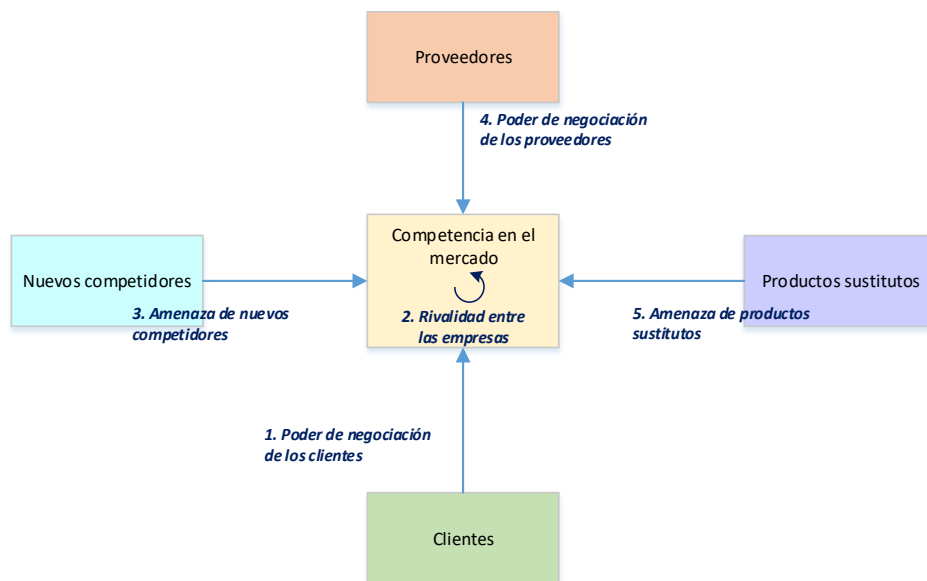 Proveedores
4. Poder de negociación
de los proveedores
Competencia en el
mercado
2. Rivalidad entre
las empresas
Nuevos competidores
3. Amenaza de nuevos
competidores
Productos sustitutos
5. Amenaza de productos
sustitutos
1. Poder de negociación
de los clientes
Clientes